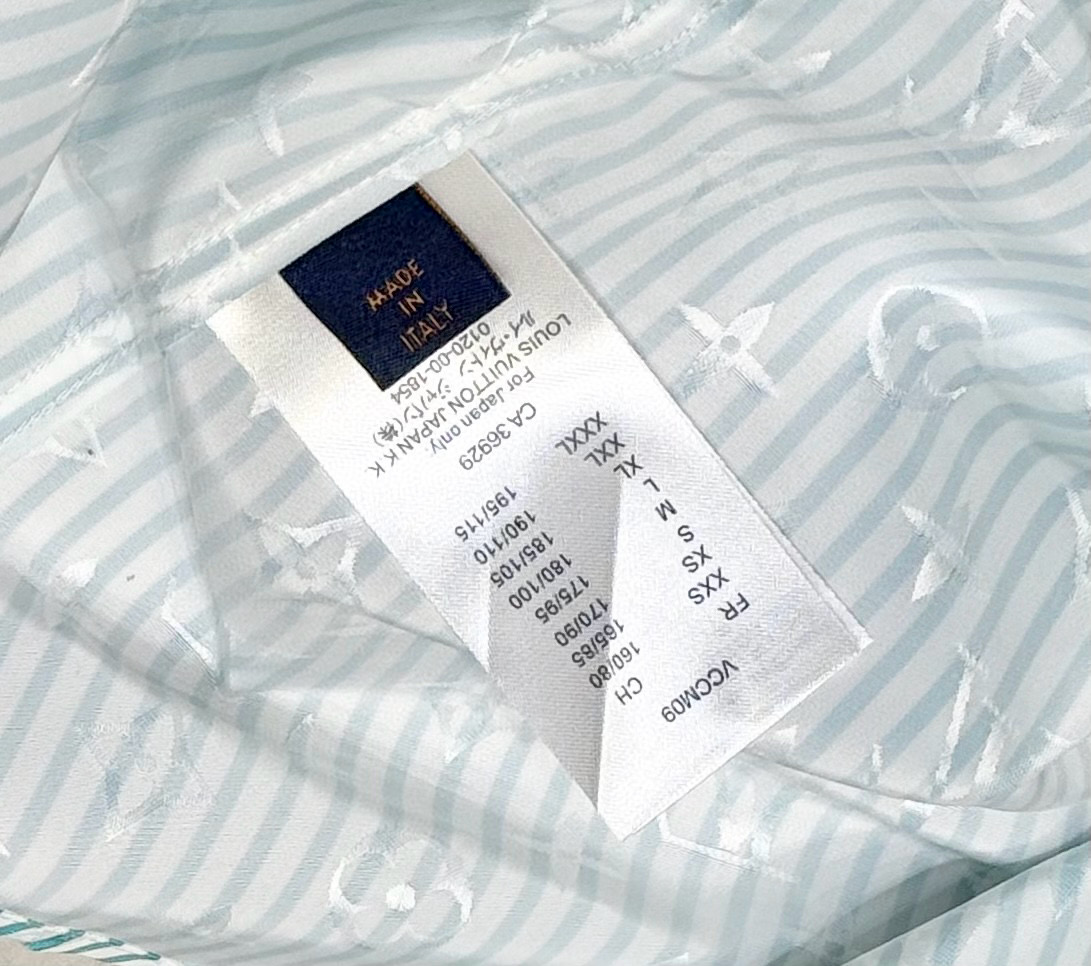 MADE
IN
ITALY
VCCM09
FR CH
XXS 160/80
XS 165/85
S 170/90
M 175/95
L 180/100
XL 185/105
XXL 190/110
XXXL 195/115
CA 36929
For Japan only:
LOUIS VUITTON JAPAN K.K.
ルイ・ヴィトン ジャパン(株)
0120-00-1854